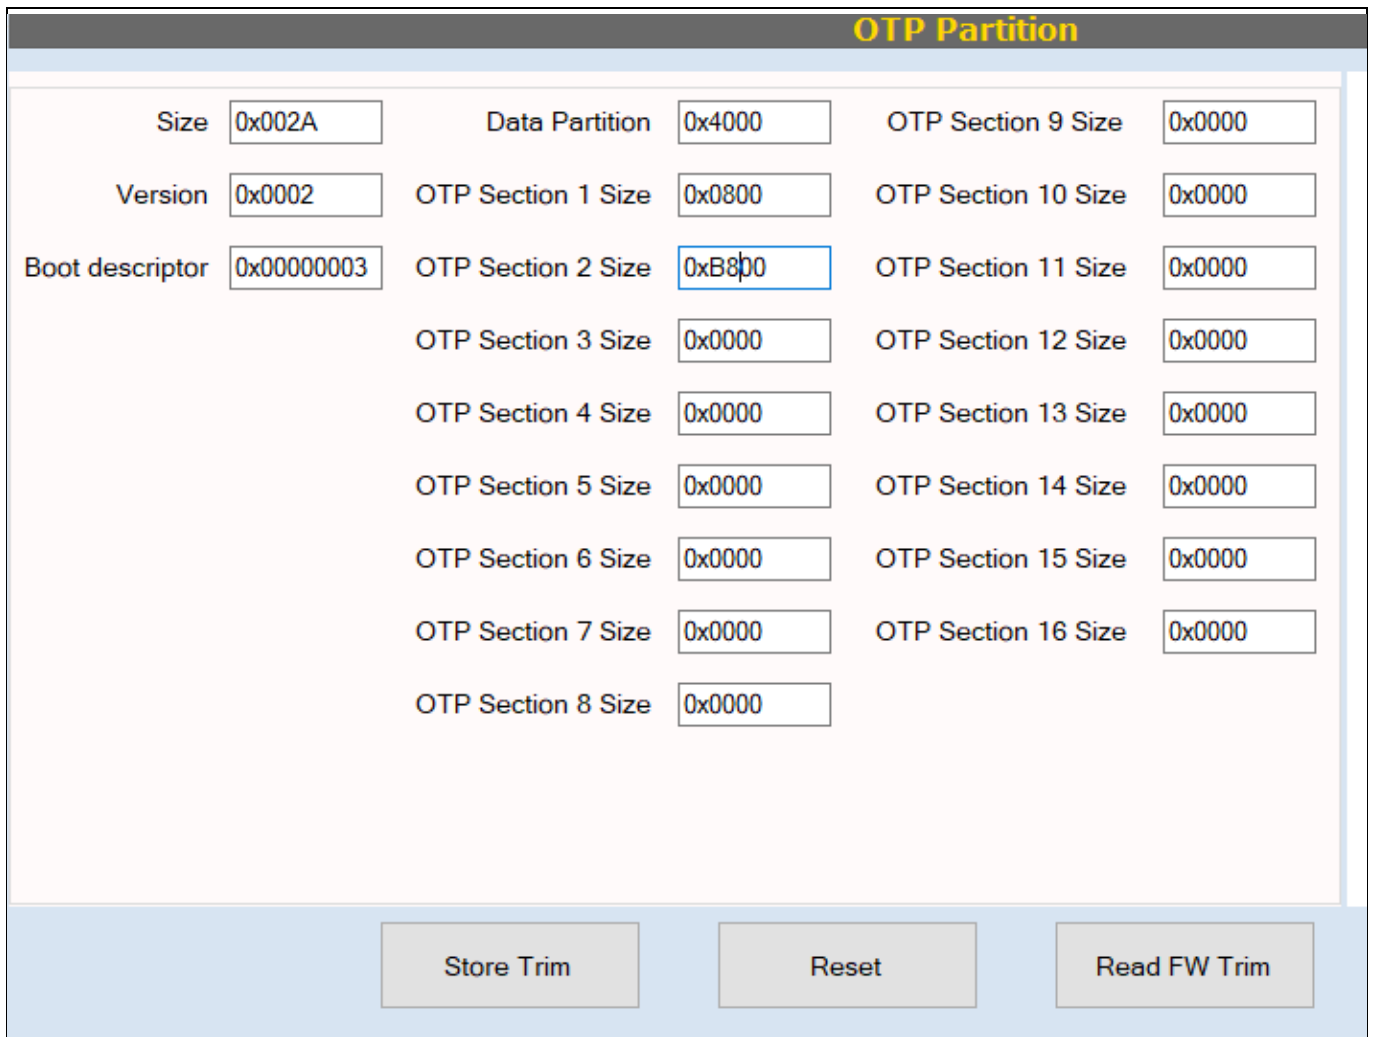 OTP Partition
Size 0x002A Data Partition 0x4000 OTP Section 9 Size 0x0000
Version 0x0002 OTP Section 1 Size 0x0800 OTP Section 10 Size 0x0000
Boot descriptor 0x00000003 OTP Section 2 Size 0xB800 OTP Section 11 Size 0x0000
OTP Section 3 Size 0x0000 OTP Section 12 Size 0x0000
OTP Section 4 Size 0x0000 OTP Section 13 Size 0x0000
OTP Section 5 Size 0x0000 OTP Section 14 Size 0x0000
OTP Section 6 Size 0x0000 OTP Section 15 Size 0x0000
OTP Section 7 Size 0x0000 OTP Section 16 Size 0x0000
OTP Section 8 Size 0x0000
Store Trim Reset Read FW Trim